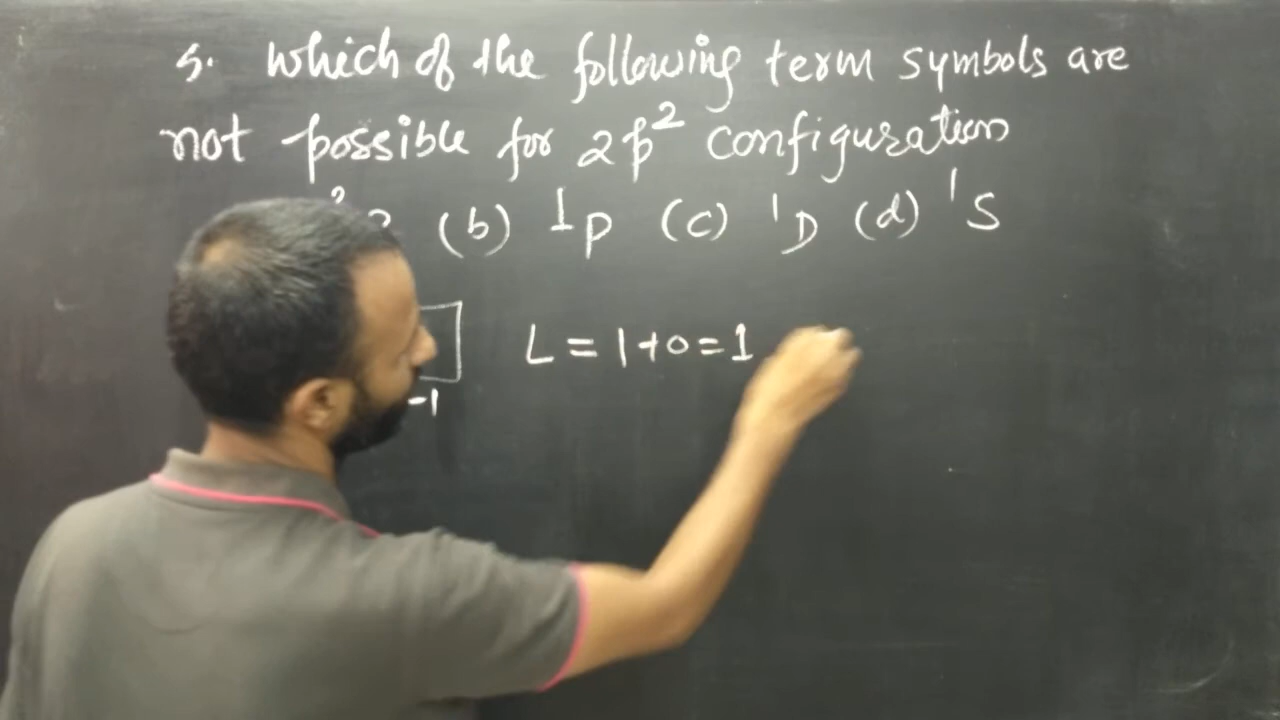 5. Which of the following term symbols are
not possible for 2p² configuration
(b) ¹P (c) ¹D (d) ¹S
L = 1+0=1
-1